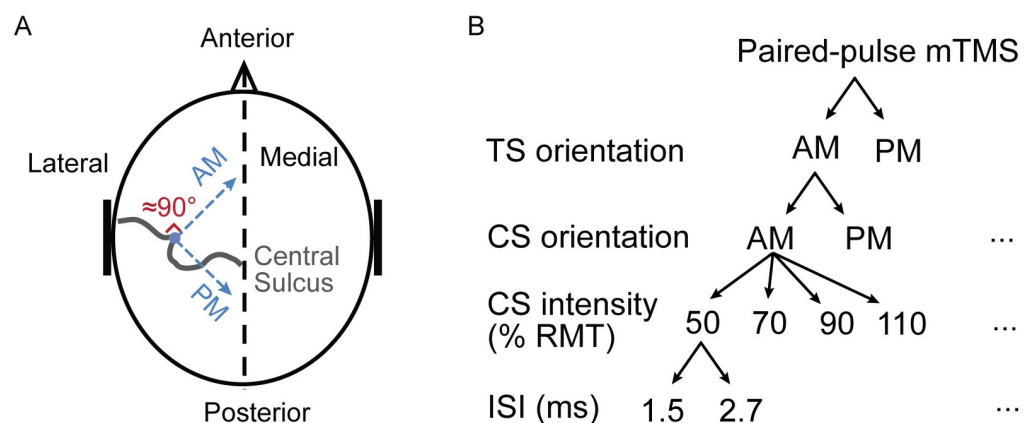 A
Anterior
Lateral
Medial
AM
≈90°
Central
Sulcus
PM
Posterior
B
Paired-pulse mTMS
TS orientation AM PM
CS orientation AM PM ...
CS intensity
(% RMT) 50 70 90 110 ...
ISI (ms) 1.5 2.7 ...